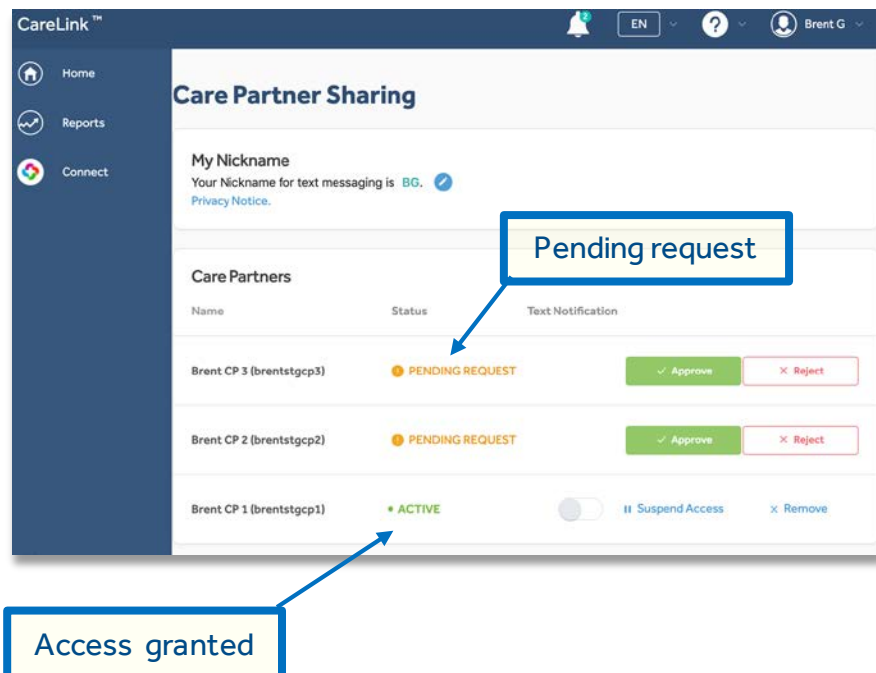 CareLink™
2
EN
?
Brent G
Home
Reports
Connect
Care Partner Sharing
My Nickname
Your Nickname for text messaging is BG.
Privacy Notice.
Pending request
Care Partners
Name Status Text Notification
Brent CP 3 (brentstgcp3) PENDING REQUEST Approve Reject
Brent CP 2 (brentstgcp2) PENDING REQUEST Approve Reject
Brent CP 1 (brentstgcp1) ACTIVE Suspend Access Remove
Access granted